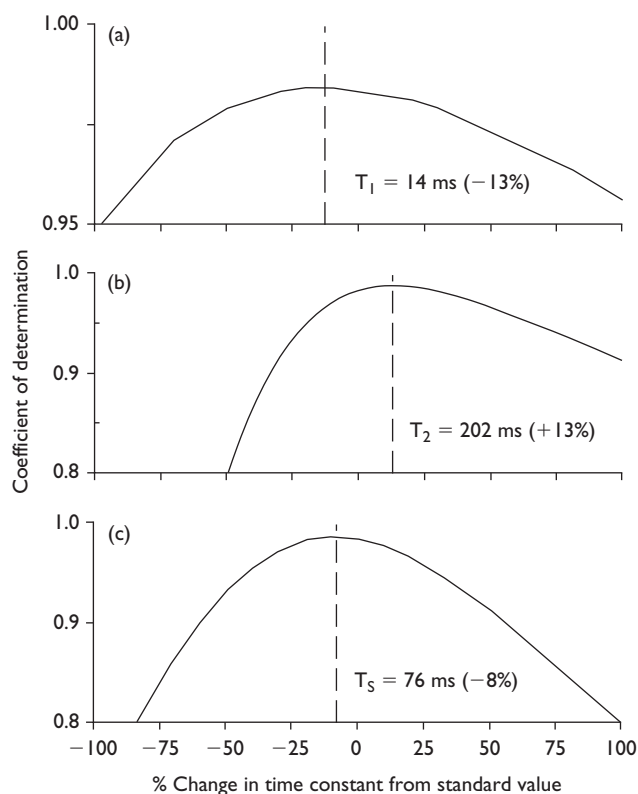 Coefficient of determination
1.00
(a)
T1 = 14 ms (−13%)
0.95
1.0
(b)
0.9
T2 = 202 ms (+13%)
0.8
1.0
(c)
0.9
TS = 76 ms (−8%)
0.8
−100 −75 −50 −25 0 25 50 75 100
% Change in time constant from standard value